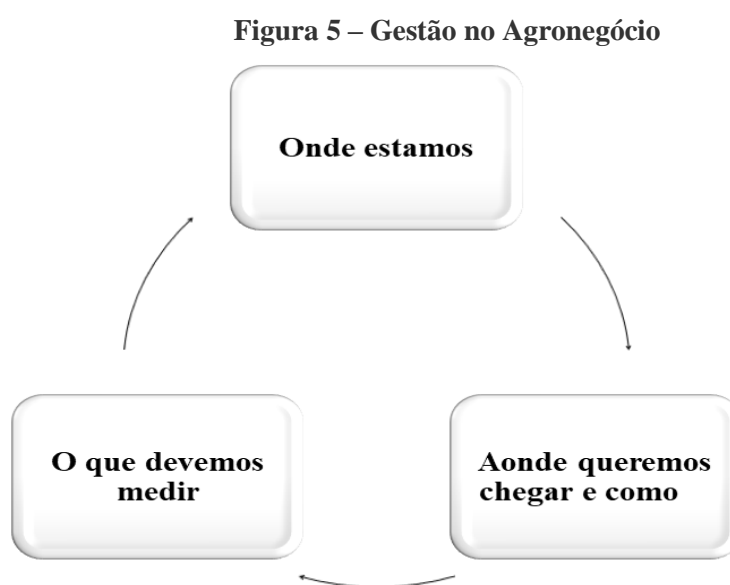 Figura 5 – Gestão no Agronegócio
Onde estamos
O que devemos
medir
Aonde queremos
chegar e como